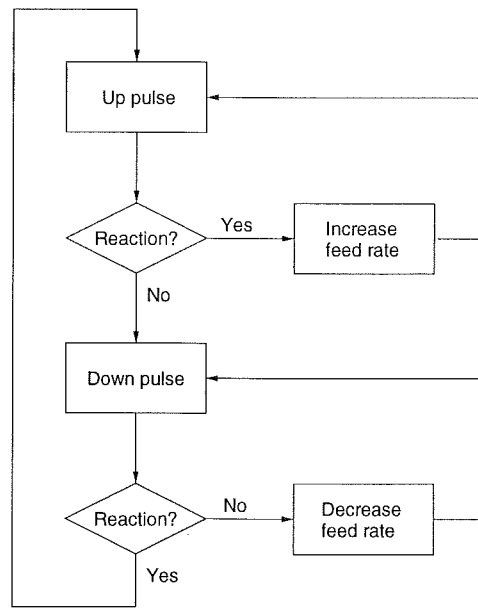 Up pulse
Reaction?
Yes
Increase
feed rate
No
Down pulse
Reaction?
No
Decrease
feed rate
Yes